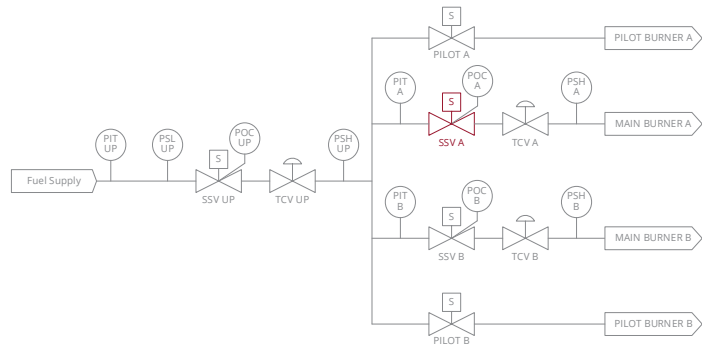 S
PILOT A
PILOT BURNER A
PIT
A
S
POC
A
SSV A
TCV A
PSH
A
MAIN BURNER A
Fuel Supply
PIT
UP
PSL
UP
S
POC
UP
SSV UP
TCV UP
PSH
UP
PIT
B
S
POC
B
SSV B
TCV B
PSH
B
MAIN BURNER B
S
PILOT B
PILOT BURNER B